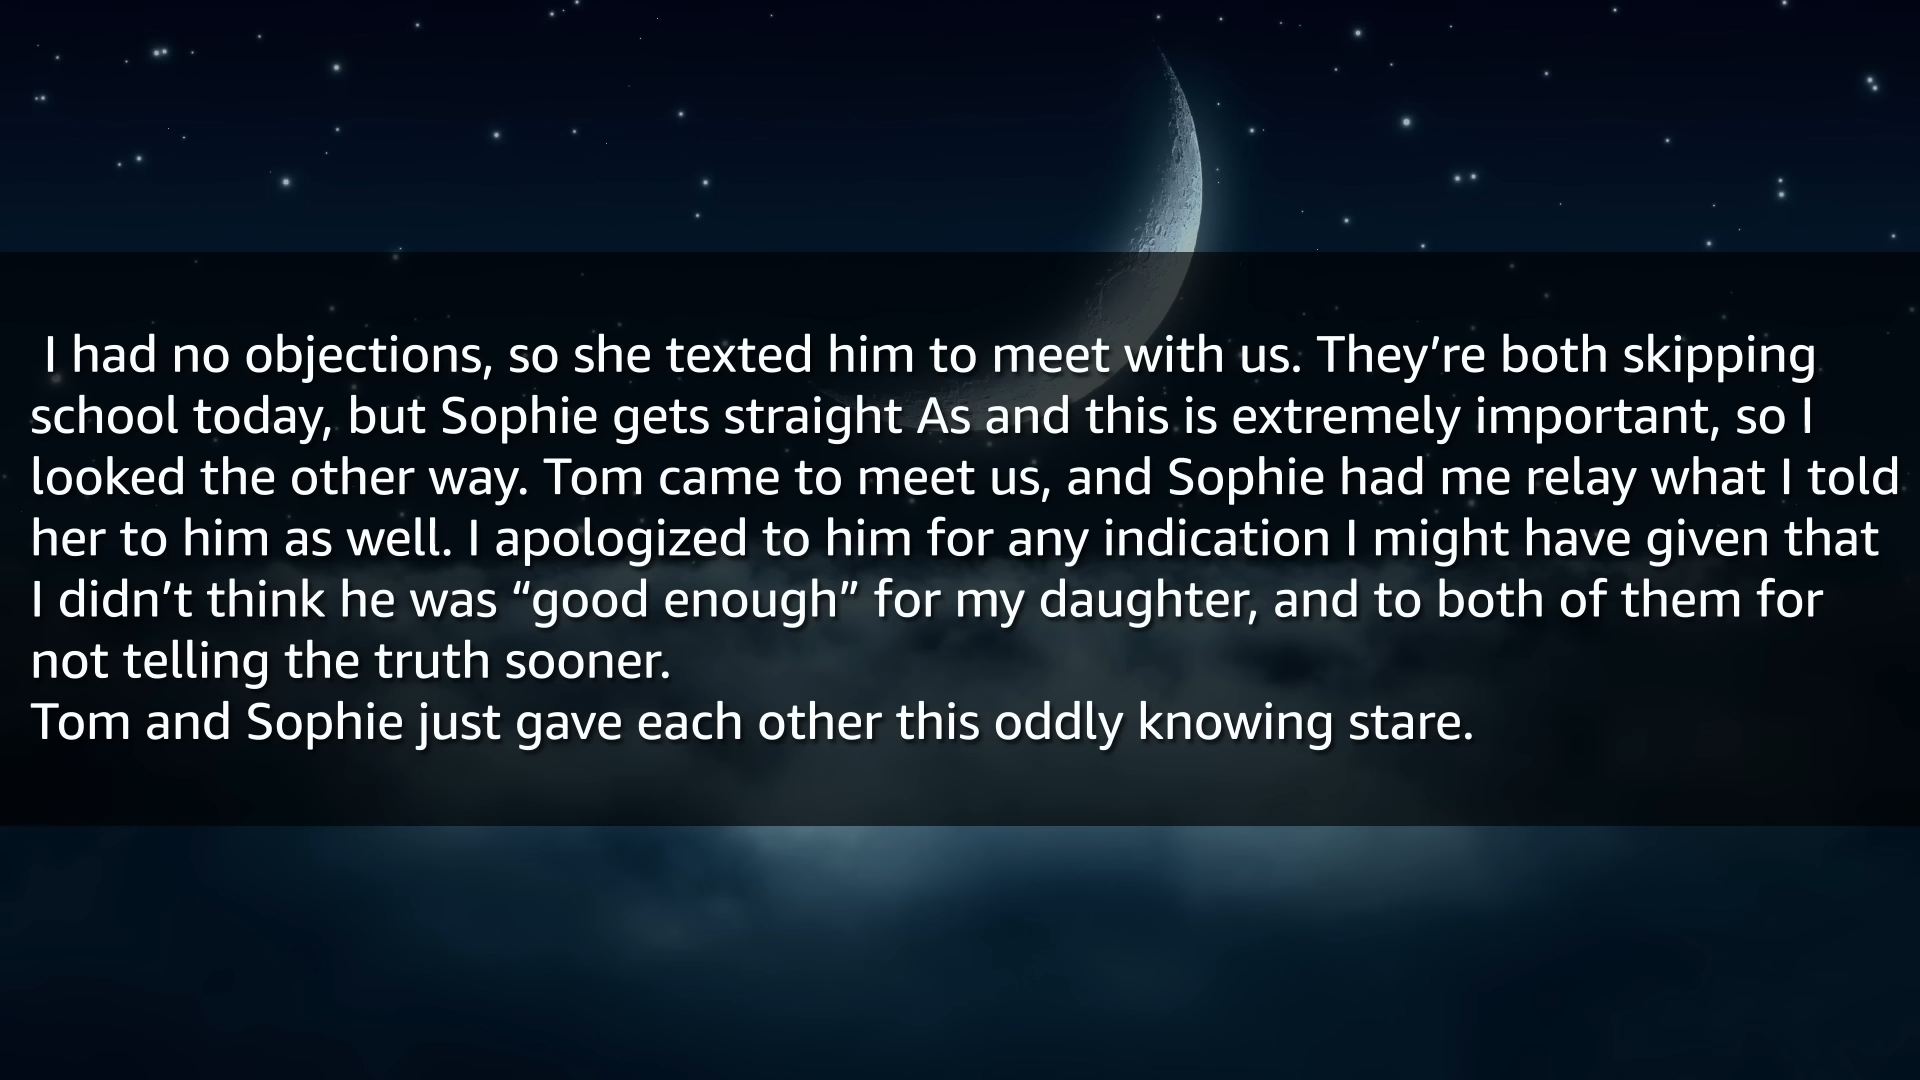 I had no objections, so she texted him to meet with us. They’re both skipping
school today, but Sophie gets straight As and this is extremely important, so I
looked the other way. Tom came to meet us, and Sophie had me relay what I told
her to him as well. I apologized to him for any indication I might have given that
I didn’t think he was “good enough” for my daughter, and to both of them for
not telling the truth sooner.
Tom and Sophie just gave each other this oddly knowing stare.